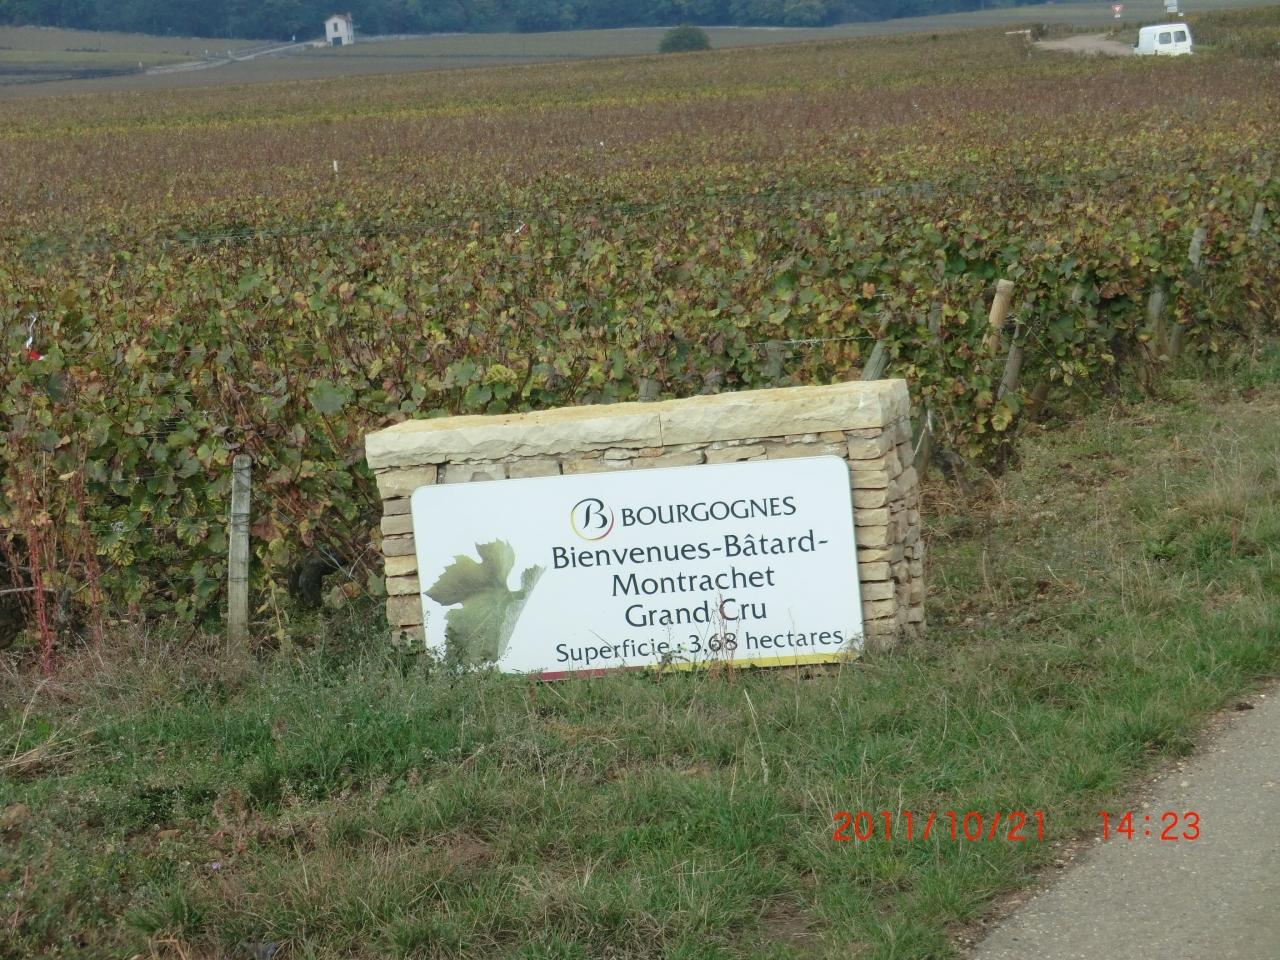 B BOURGOGNES
Bienvenues-Bâtard-
Montrachet
Grand Cru
Superficie : 3,68 hectares
2011/10/21 14:23